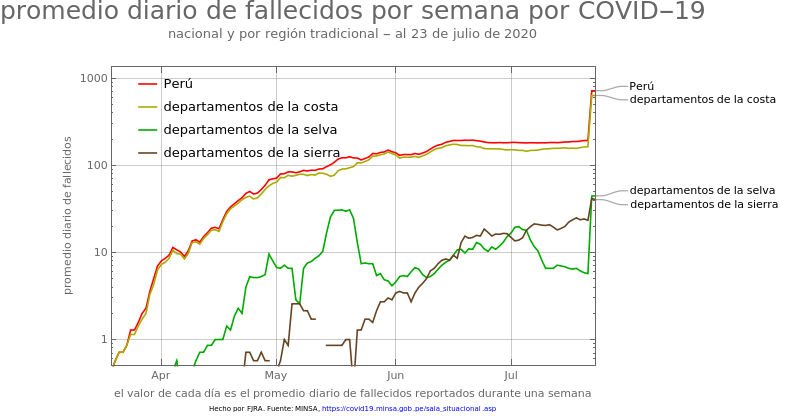 promedio diario de fallecidos por semana por COVID−19
nacional y por región tradicional − al 23 de julio de 2020
promedio diario de fallecidos
1000
100
10
1
Perú
departamentos de la costa
departamentos de la selva
departamentos de la sierra
Perú
departamentos de la costa
departamentos de la selva
departamentos de la sierra
Apr May Jun Jul
el valor de cada día es el promedio diario de fallecidos reportados durante una semana
Hecho por FJRA. Fuente: MINSA, https://covid19.minsa.gob.pe/sala_situacional.asp